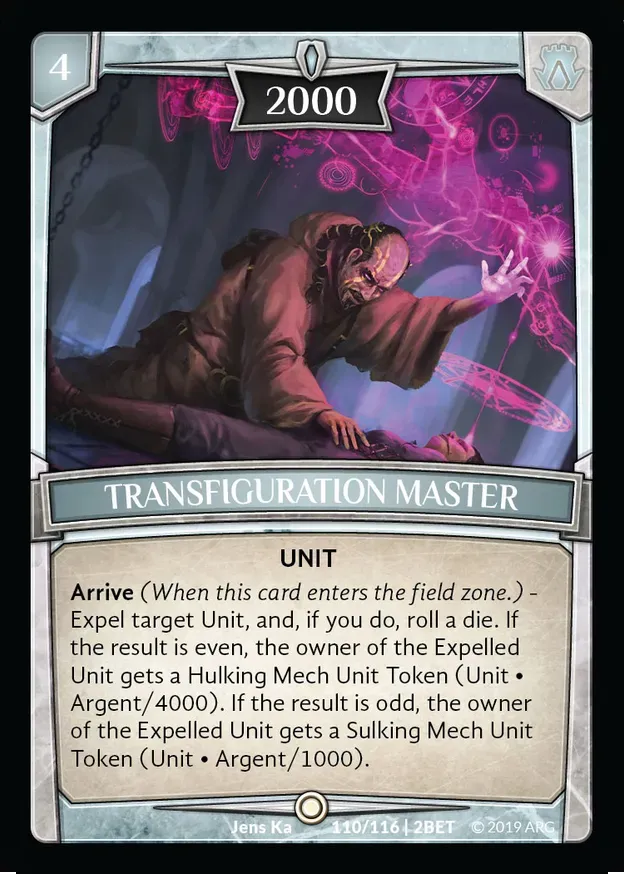 4
2000
TRANSFIGURATION MASTER
UNIT
Arrive (When this card enters the field zone.) -
Expel target Unit, and, if you do, roll a die. If
the result is even, the owner of the Expelled
Unit gets a Hulking Mech Unit Token (Unit •
Argent/4000). If the result is odd, the owner
of the Expelled Unit gets a Sulking Mech Unit
Token (Unit • Argent/1000).
Jens Ka 110/116 | 2BET © 2019 ARG